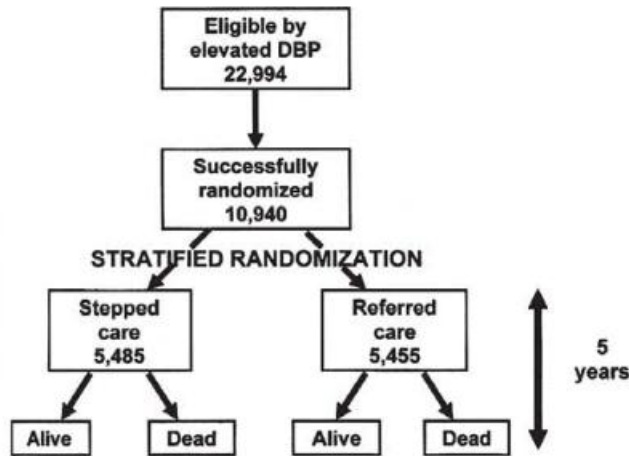 Eligible by
elevated DBP
22,994
Successfully
randomized
10,940
STRATIFIED RANDOMIZATION
Stepped
care
5,485
Referred
care
5,455
5
years
Alive
Dead
Alive
Dead